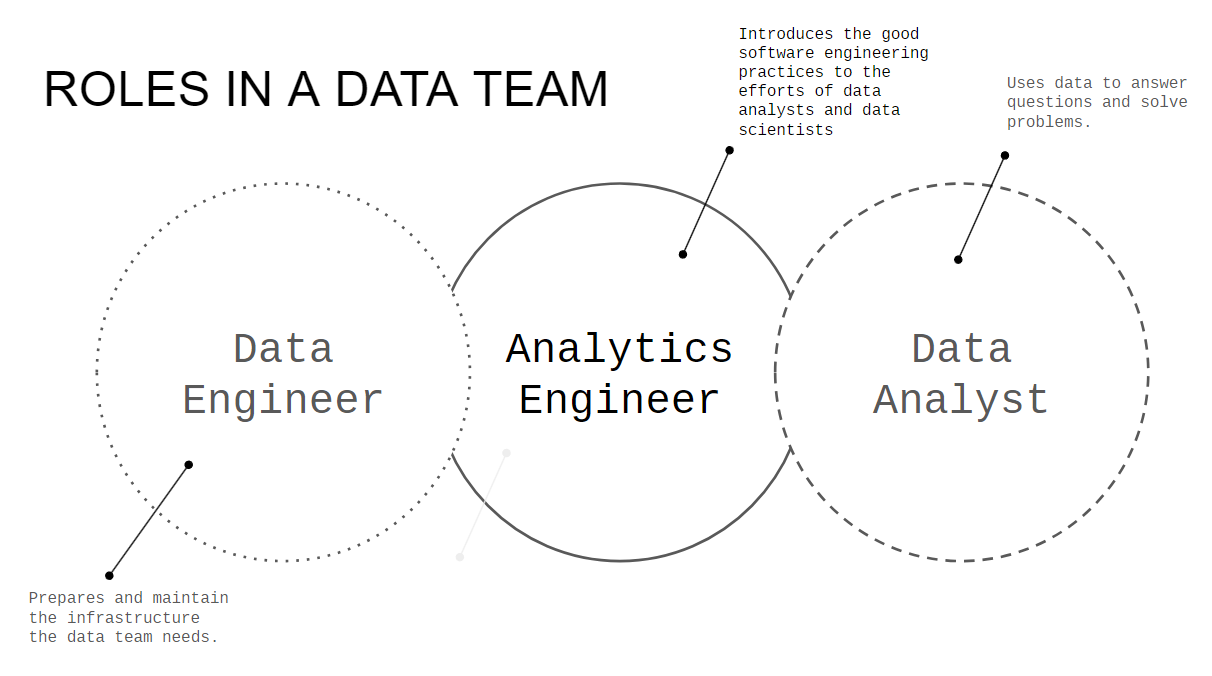 ROLES IN A DATA TEAM
Introduces the good
software engineering
practices to the
efforts of data
analysts and data
scientists
Uses data to answer
questions and solve
problems.
Data
Engineer
Analytics
Engineer
Data
Analyst
Prepares and maintain
the infrastructure
the data team needs.